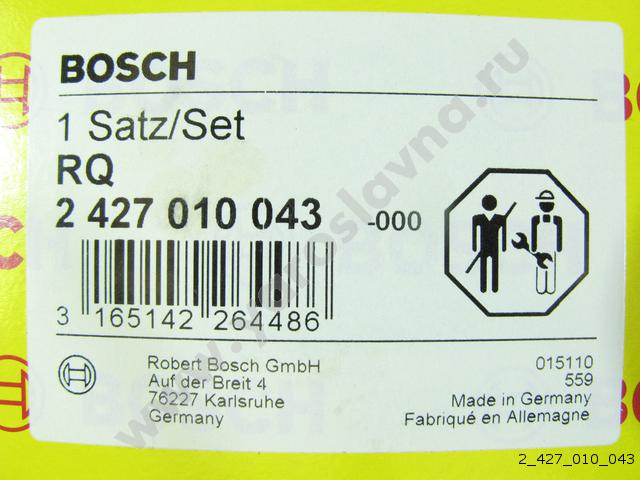 BOSCH
1 Satz/Set
RQ
2 427 010 043 -000
3 165142 264486
Robert Bosch GmbH
Auf der Breit 4
76227 Karlsruhe
Germany
015110
559
Made in Germany
Fabriqué en Allemagne
www.yaroslavna.ru
2_427_010_043